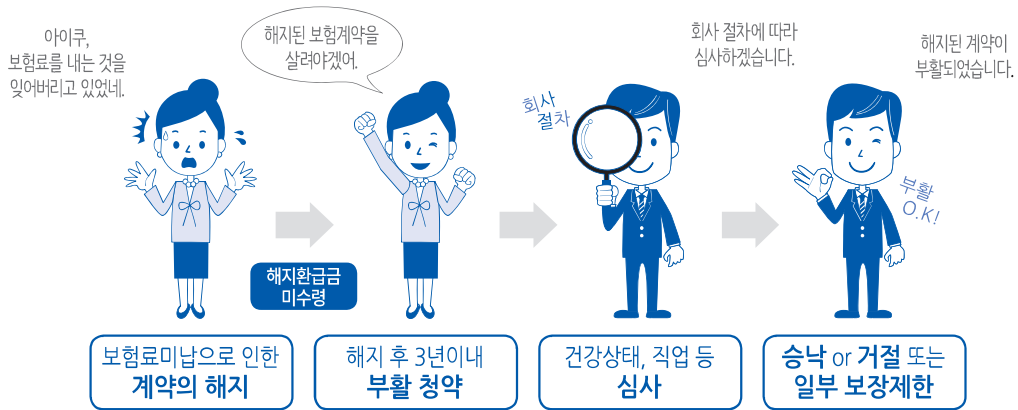 아이쿠,
보험료를 내는 것을
잊어버리고 있었네.
해지된 보험계약을
살려야겠어.
회사 절차에 따라
심사하겠습니다.
해지된 계약이
부활되었습니다.
회사
절차
부활
O.K!
해지환급금
미수령
보험료미납으로 인한
계약의 해지
해지 후 3년이내
부활 청약
건강상태, 직업 등
심사
승낙 or 거절 또는
일부 보장제한